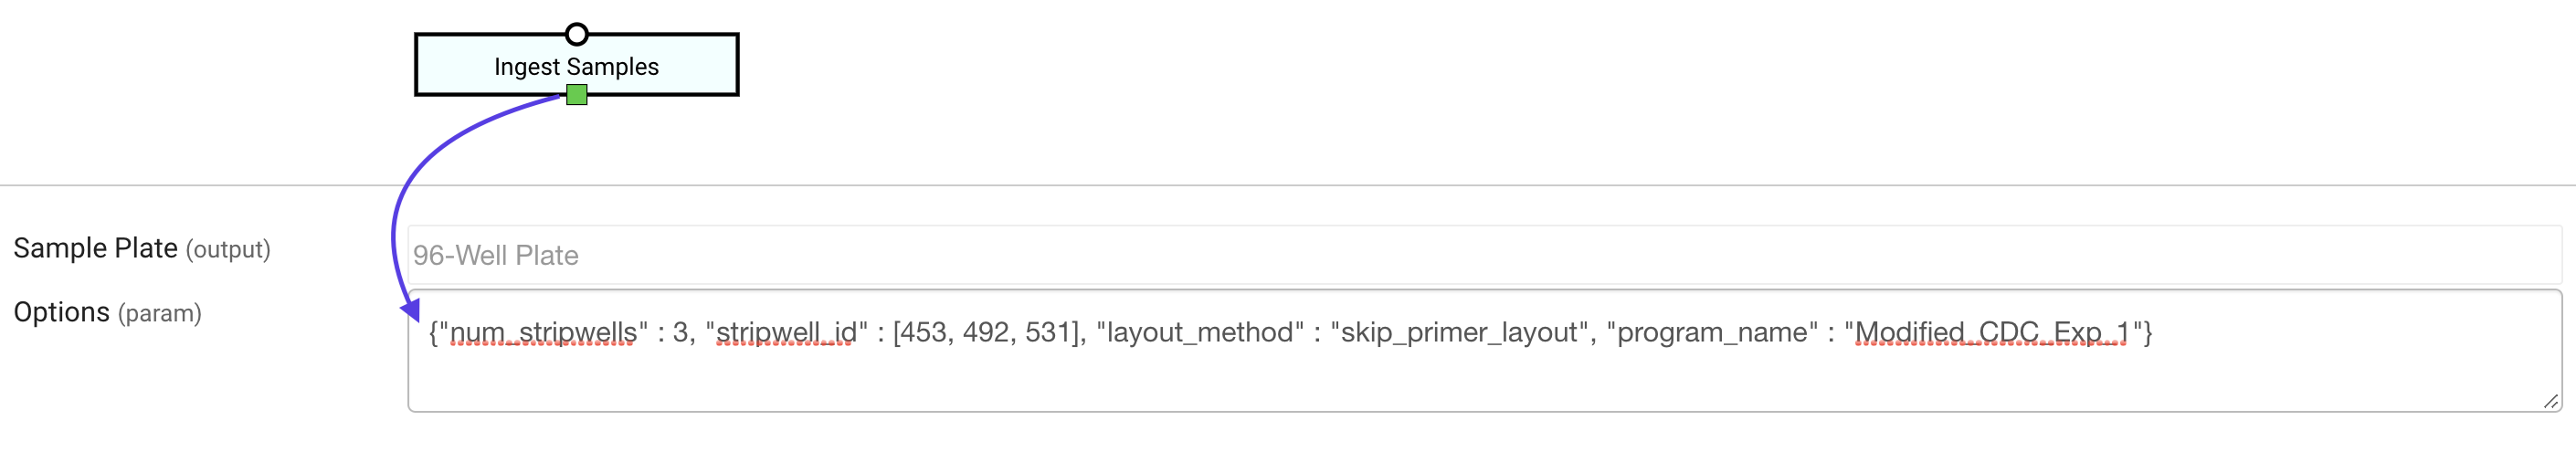 Ingest Samples
Sample Plate (output)
96-Well Plate
Options (param)
{"num_stripwells" : 3, "stripwell_id" : [453, 492, 531], "layout_method" : "skip_primer_layout", "program_name" : "Modified_CDC_Exp_1"}